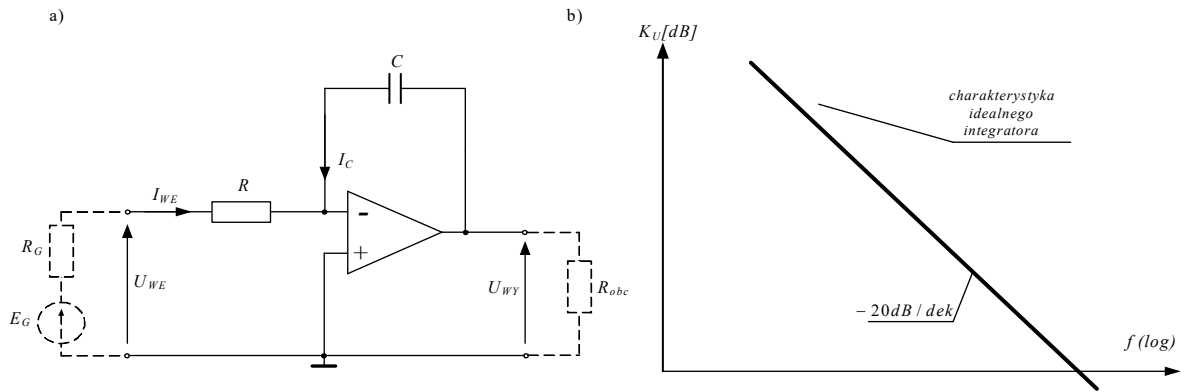 a)
b)
K_U[dB]
C
charakterystyka
idealnego
integratora
I_C
I_WE
R
-
+
R_G
U_WE
U_WY
R_obc
E_G
– 20dB / dek
f (log)